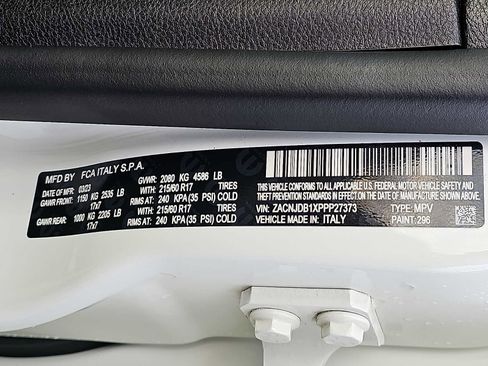 MFD BY FCA ITALY S.P.A.
DATE OF MFR: 03/23 GVWR: 2080 KG 4586 LB
GAWR FRONT: 1150 KG 2535 LB WITH: 215/60 R17 TIRES
17x7 RIMS AT: 240 KPA(35 PSI) COLD
GAWR REAR: 1000 KG 2205 LB WITH: 215/60 R17 TIRES
17x7 RIMS AT: 240 KPA(35 PSI) COLD
THIS VEHICLE CONFORMS TO ALL APPLICABLE U.S. FEDERAL MOTOR VEHICLE
SAFETY, BUMPER, AND THEFT PREVENTION STANDARDS IN EFFECT ON
THE DATE OF MANUFACTURE SHOWN ABOVE
VIN: ZACNJDB1XPPP27373 TYPE: MPV
VEHICLE MADE IN: ITALY PAINT: 296